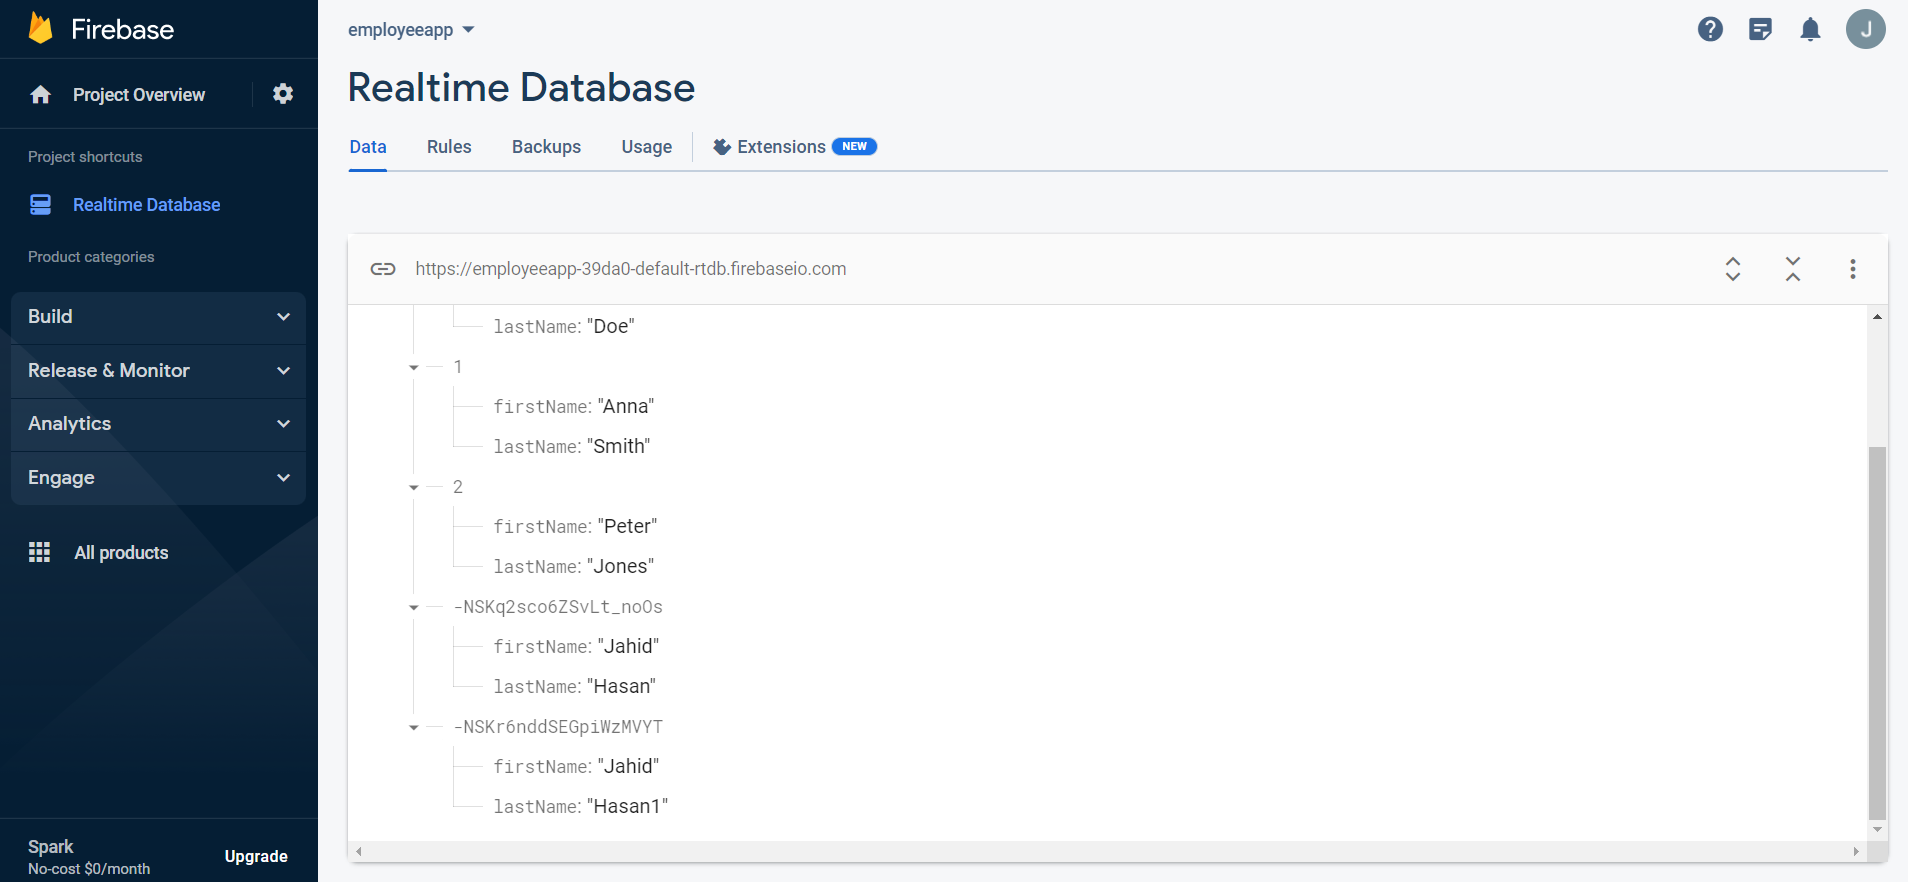 Firebase
Project Overview
Project shortcuts
Realtime Database
Product categories
Build
Release & Monitor
Analytics
Engage
All products
Spark
No-cost $0/month
Upgrade
employeeapp
J
Realtime Database
Data Rules Backups Usage Extensions NEW
https://employeeapp-39da0-default-rtdb.firebaseio.com
lastName: "Doe"
1
firstName: "Anna"
lastName: "Smith"
2
firstName: "Peter"
lastName: "Jones"
-NSKq2sco6ZSvLt_noOs
firstName: "Jahid"
lastName: "Hasan"
-NSKr6nddSEGpiWzMVYT
firstName: "Jahid"
lastName: "Hasan1"